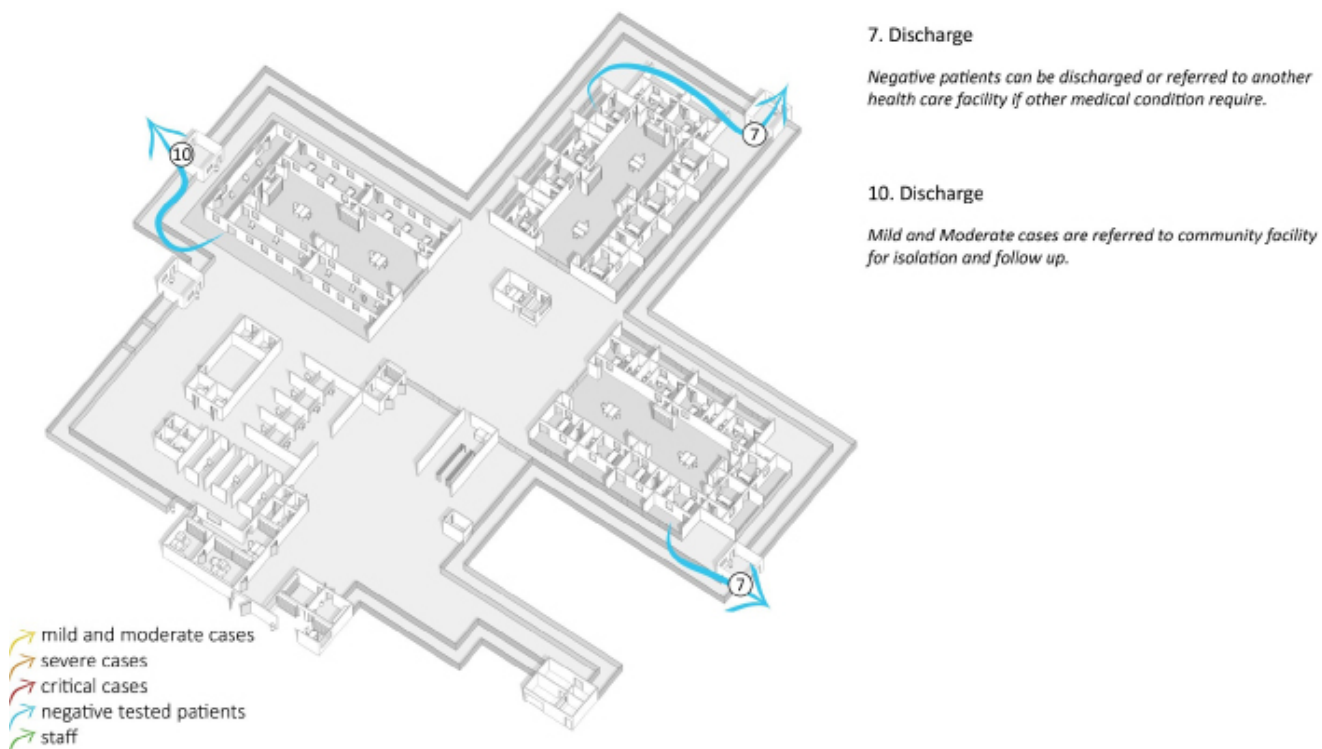 7. Discharge
Negative patients can be discharged or referred to another
health care facility if other medical condition require.
10. Discharge
Mild and Moderate cases are referred to community facility
for isolation and follow up.
10
7
7
mild and moderate cases
severe cases
critical cases
negative tested patients
staff